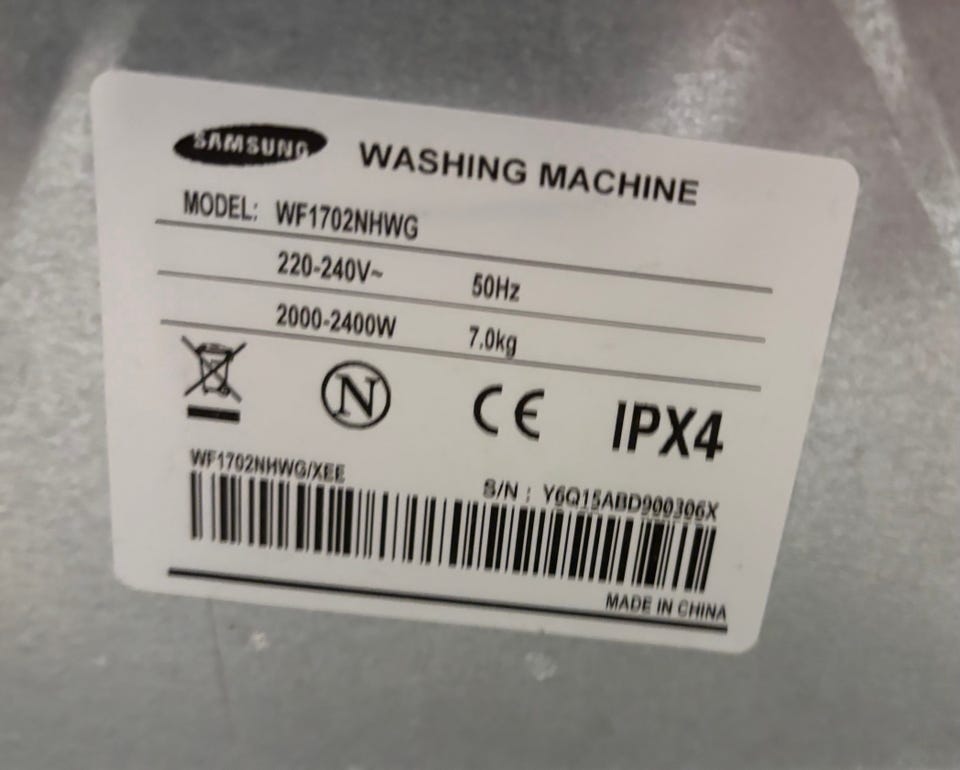 SAMSUNG WASHING MACHINE
MODEL: WF1702NHWG
220-240V~ 50Hz
2000-2400W 7.0kg
N CE IPX4
WF1702NHWG/XEE S/N : Y6Q15ABD900306X
MADE IN CHINA